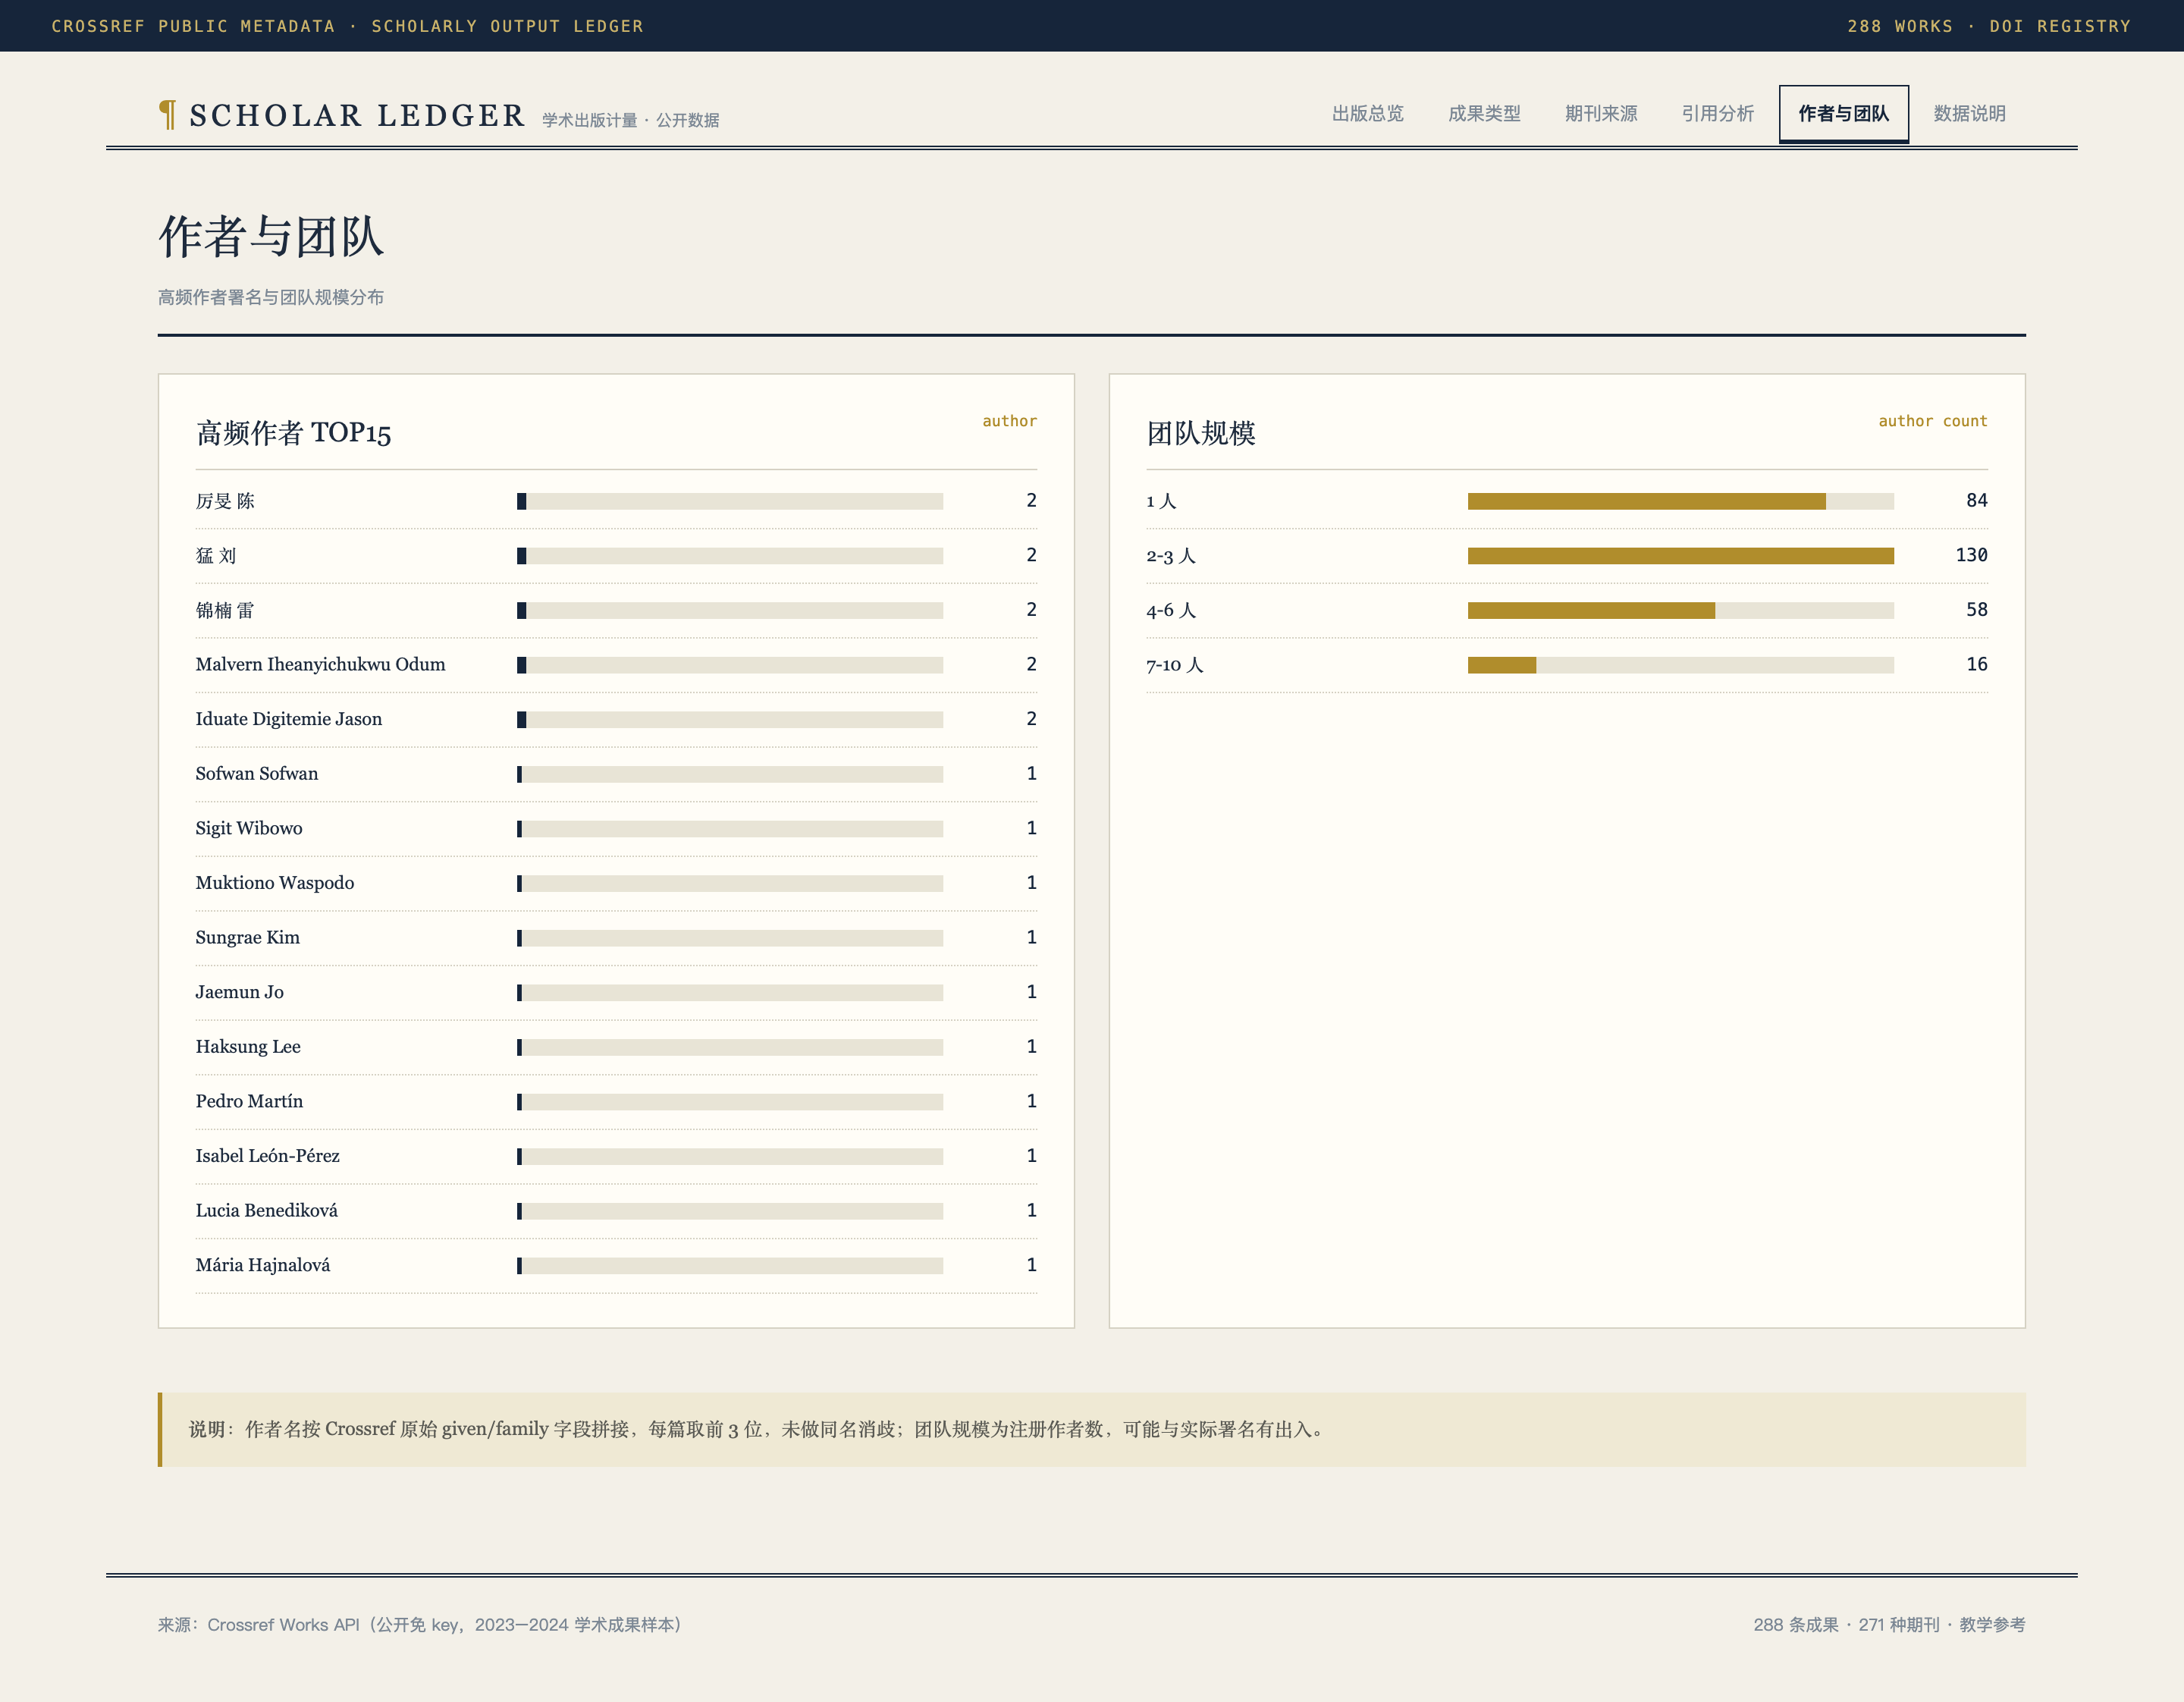 CROSSREF PUBLIC METADATA · SCHOLARLY OUTPUT LEDGER
288 WORKS · DOI REGISTRY
¶ SCHOLAR LEDGER 学术出版计量 · 公开数据
出版总览 成果类型 期刊来源 引用分析 作者与团队 数据说明
作者与团队
高频作者署名与团队规模分布
高频作者 TOP15 author
厉旻 陈 2
猛 刘 2
锦楠 雷 2
Malvern Iheanyichukwu Odum 2
Iduate Digitemie Jason 2
Sofwan Sofwan 1
Sigit Wibowo 1
Muktiono Waspodo 1
Sungrae Kim 1
Jaemun Jo 1
Haksung Lee 1
Pedro Martín 1
Isabel León-Pérez 1
Lucia Benediková 1
Mária Hajnalová 1
团队规模 author count
1 人 84
2-3 人 130
4-6 人 58
7-10 人 16
说明：作者名按 Crossref 原始 given/family 字段拼接，每篇取前 3 位，未做同名消歧；团队规模为注册作者数，可能与实际署名有出入。
来源：Crossref Works API（公开免 key，2023—2024 学术成果样本）
288 条成果 · 271 种期刊 · 教学参考